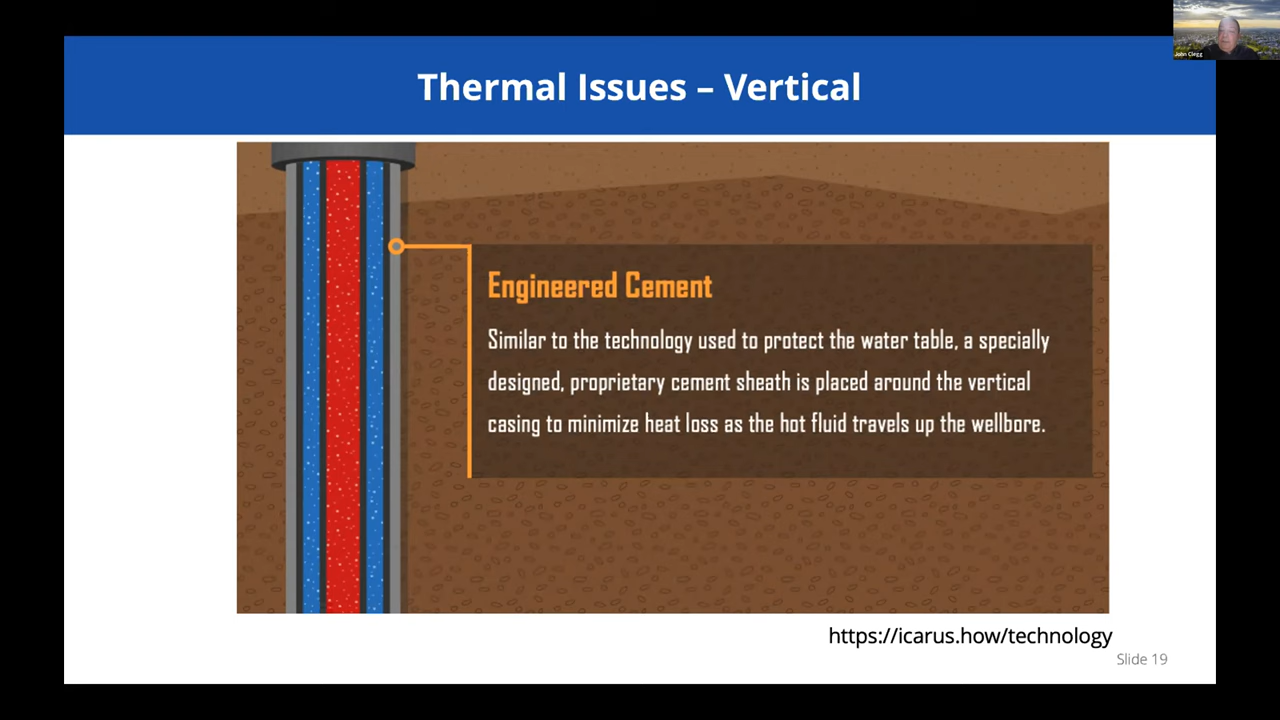 John Clegg
Thermal Issues – Vertical
Engineered Cement
Similar to the technology used to protect the water table, a specially
designed, proprietary cement sheath is placed around the vertical
casing to minimize heat loss as the hot fluid travels up the wellbore.
https://icarus.how/technology
Slide 19